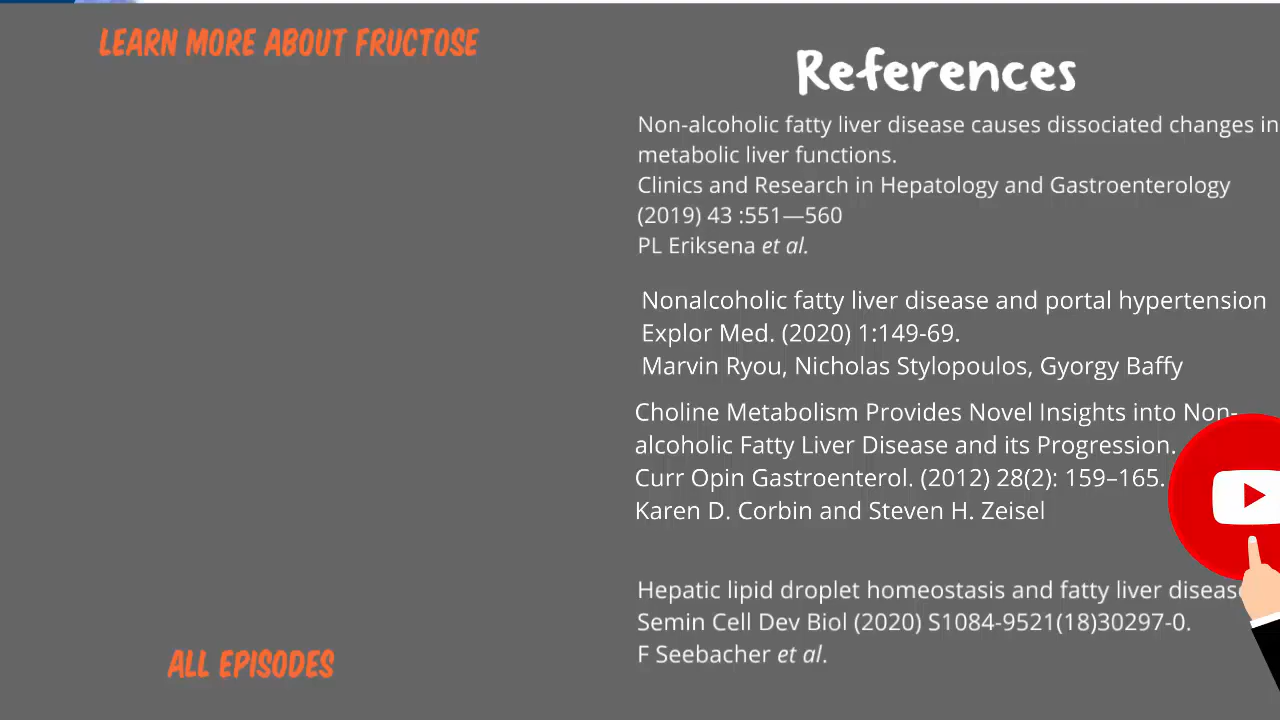 LEARN MORE ABOUT FRUCTOSE
References
Non-alcoholic fatty liver disease causes dissociated changes in
metabolic liver functions.
Clinics and Research in Hepatology and Gastroenterology
(2019) 43 :551—560
PL Eriksena et al.
Nonalcoholic fatty liver disease and portal hypertension
Explor Med. (2020) 1:149-69.
Marvin Ryou, Nicholas Stylopoulos, Gyorgy Baffy
Choline Metabolism Provides Novel Insights into Non-
alcoholic Fatty Liver Disease and its Progression.
Curr Opin Gastroenterol. (2012) 28(2): 159–165.
Karen D. Corbin and Steven H. Zeisel
Hepatic lipid droplet homeostasis and fatty liver disease
Semin Cell Dev Biol (2020) S1084-9521(18)30297-0.
F Seebacher et al.
ALL EPISODES